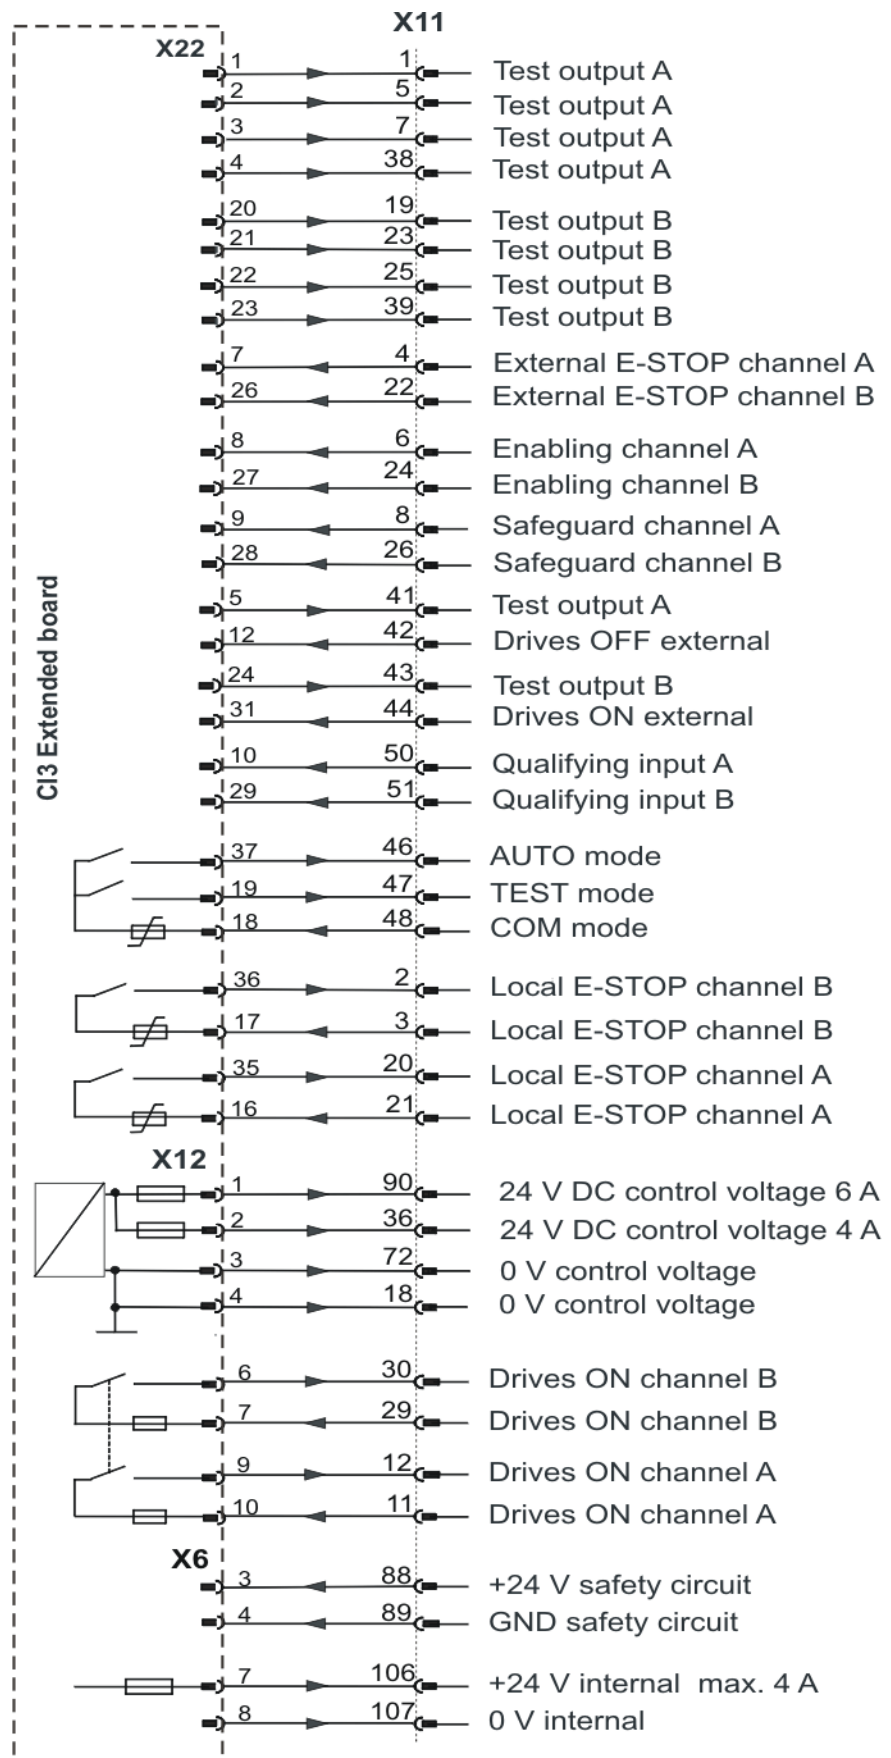 X11
X22
1 1 Test output A
2 5 Test output A
3 7 Test output A
4 38 Test output A
20 19 Test output B
21 23 Test output B
22 25 Test output B
23 39 Test output B
7 4 External E-STOP channel A
26 22 External E-STOP channel B
8 6 Enabling channel A
27 24 Enabling channel B
9 8 Safeguard channel A
28 26 Safeguard channel B
5 41 Test output A
12 42 Drives OFF external
24 43 Test output B
31 44 Drives ON external
10 50 Qualifying input A
29 51 Qualifying input B
CI3 Extended board
37 46 AUTO mode
19 47 TEST mode
18 48 COM mode
36 2 Local E-STOP channel B
17 3 Local E-STOP channel B
35 20 Local E-STOP channel A
16 21 Local E-STOP channel A
X12
1 90 24 V DC control voltage 6 A
2 36 24 V DC control voltage 4 A
3 72 0 V control voltage
4 18 0 V control voltage
6 30 Drives ON channel B
7 29 Drives ON channel B
9 12 Drives ON channel A
10 11 Drives ON channel A
X6
3 88 +24 V safety circuit
4 89 GND safety circuit
7 106 +24 V internal max. 4 A
8 107 0 V internal